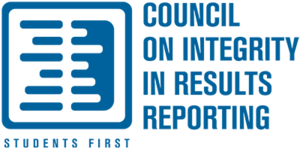 COUNCIL
ON INTEGRITY
IN RESULTS
REPORTING
STUDENTS FIRST